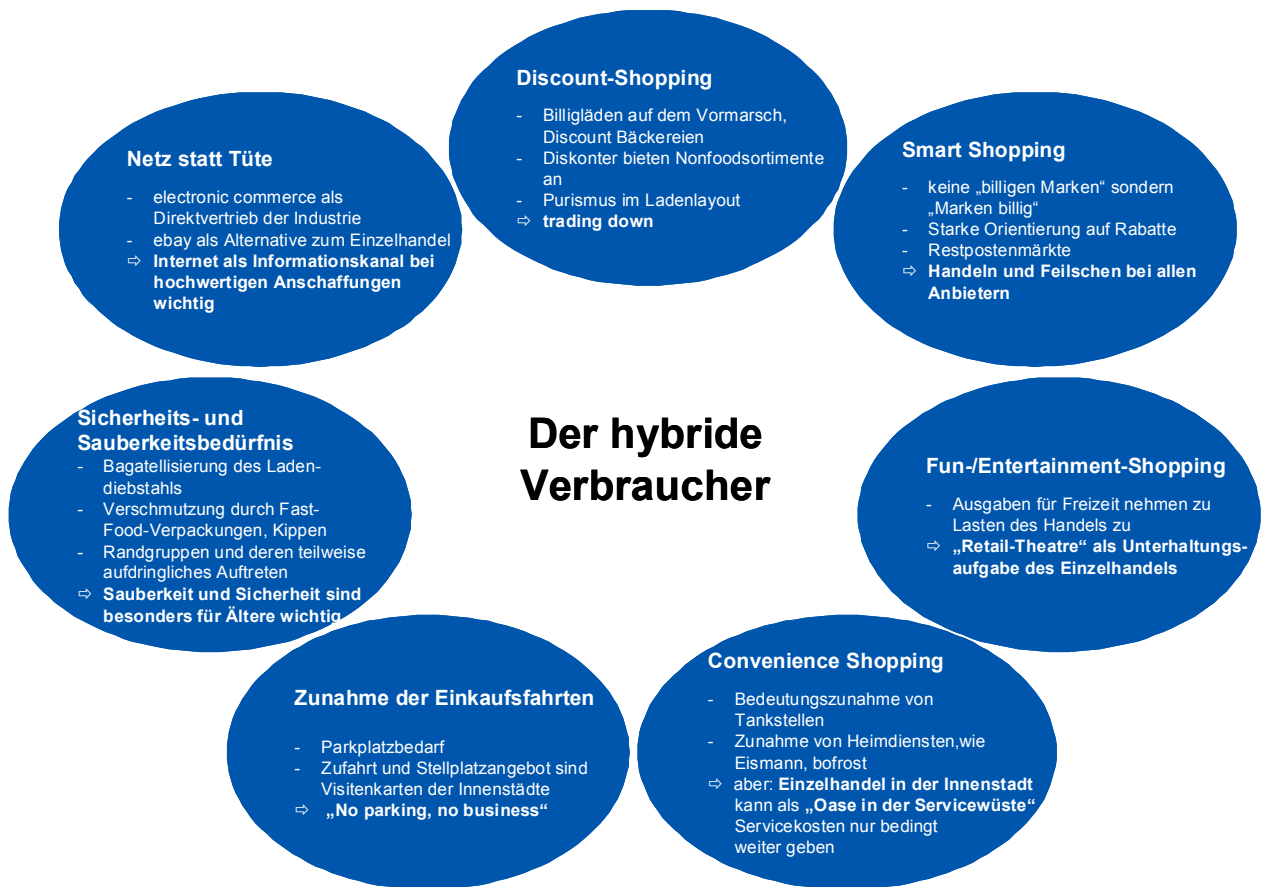 Discount-Shopping
- Billigläden auf dem Vormarsch,
Discount Bäckereien
- Diskonter bieten Nonfoodsortimente
an
- Purismus im Ladenlayout
⇨ trading down
Netz statt Tüte
- electronic commerce als
Direktvertrieb der Industrie
- ebay als Alternative zum Einzelhandel
⇨ Internet als Informationskanal bei
hochwertigen Anschaffungen
wichtig
Smart Shopping
- keine „billigen Marken“ sondern
„Marken billig“
- Starke Orientierung auf Rabatte
- Restpostenmärkte
⇨ Handeln und Feilschen bei allen
Anbietern
Sicherheits- und
Sauberkeitsbedürfnis
- Bagatellisierung des Laden-
diebstahls
- Verschmutzung durch Fast-
Food-Verpackungen, Kippen
- Randgruppen und deren teilweise
aufdringliches Auftreten
⇨ Sauberkeit und Sicherheit sind
besonders für Ältere wichtig
Der hybride
Verbraucher
Fun-/Entertainment-Shopping
- Ausgaben für Freizeit nehmen zu
Lasten des Handels zu
⇨ „Retail-Theatre“ als Unterhaltungs-
aufgabe des Einzelhandels
Zunahme der Einkaufsfahrten
- Parkplatzbedarf
- Zufahrt und Stellplatzangebot sind
Visitenkarten der Innenstädte
⇨ „No parking, no business“
Convenience Shopping
- Bedeutungszunahme von
Tankstellen
- Zunahme von Heimdiensten,wie
Eismann, bofrost
⇨ aber: Einzelhandel in der Innenstadt
kann als „Oase in der Servicewüste“
Servicekosten nur bedingt
weiter geben